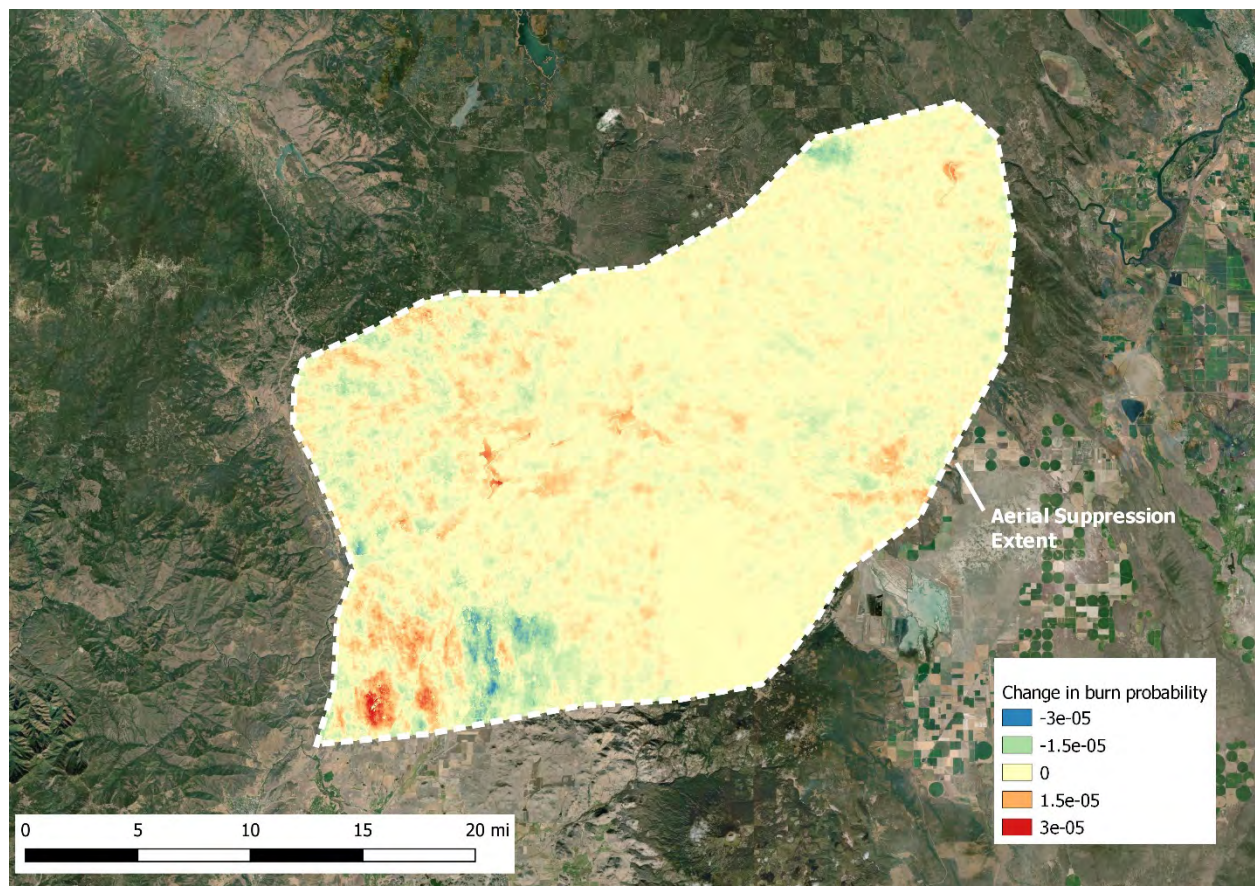 Aerial Suppression
Extent
Change in burn probability
-3e-05
-1.5e-05
0
1.5e-05
3e-05
0 5 10 15 20 mi